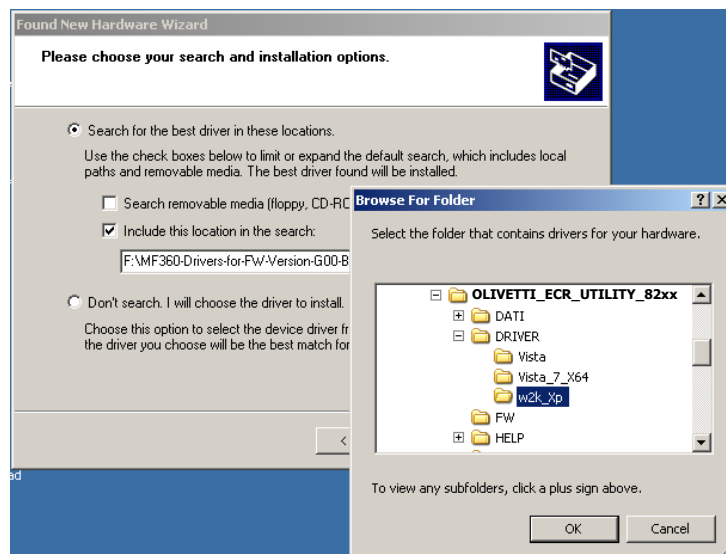 Found New Hardware Wizard
Please choose your search and installation options.
Search for the best driver in these locations.
Use the check boxes below to limit or expand the default search, which includes local
paths and removable media. The best driver found will be installed.
Search removable media (floppy, CD-RO
Include this location in the search:
F:\MF360-Drivers-for-FW-Version-G00-B
Don't search. I will choose the driver to install.
Choose this option to select the device driver fr
the driver you choose will be the best match for
<
Browse For Folder
Select the folder that contains drivers for your hardware.
OLIVETTI_ECR_UTILITY_82xx
DATI
DRIVER
Vista
Vista_7_X64
w2k_Xp
FW
HELP
To view any subfolders, click a plus sign above.
OK Cancel